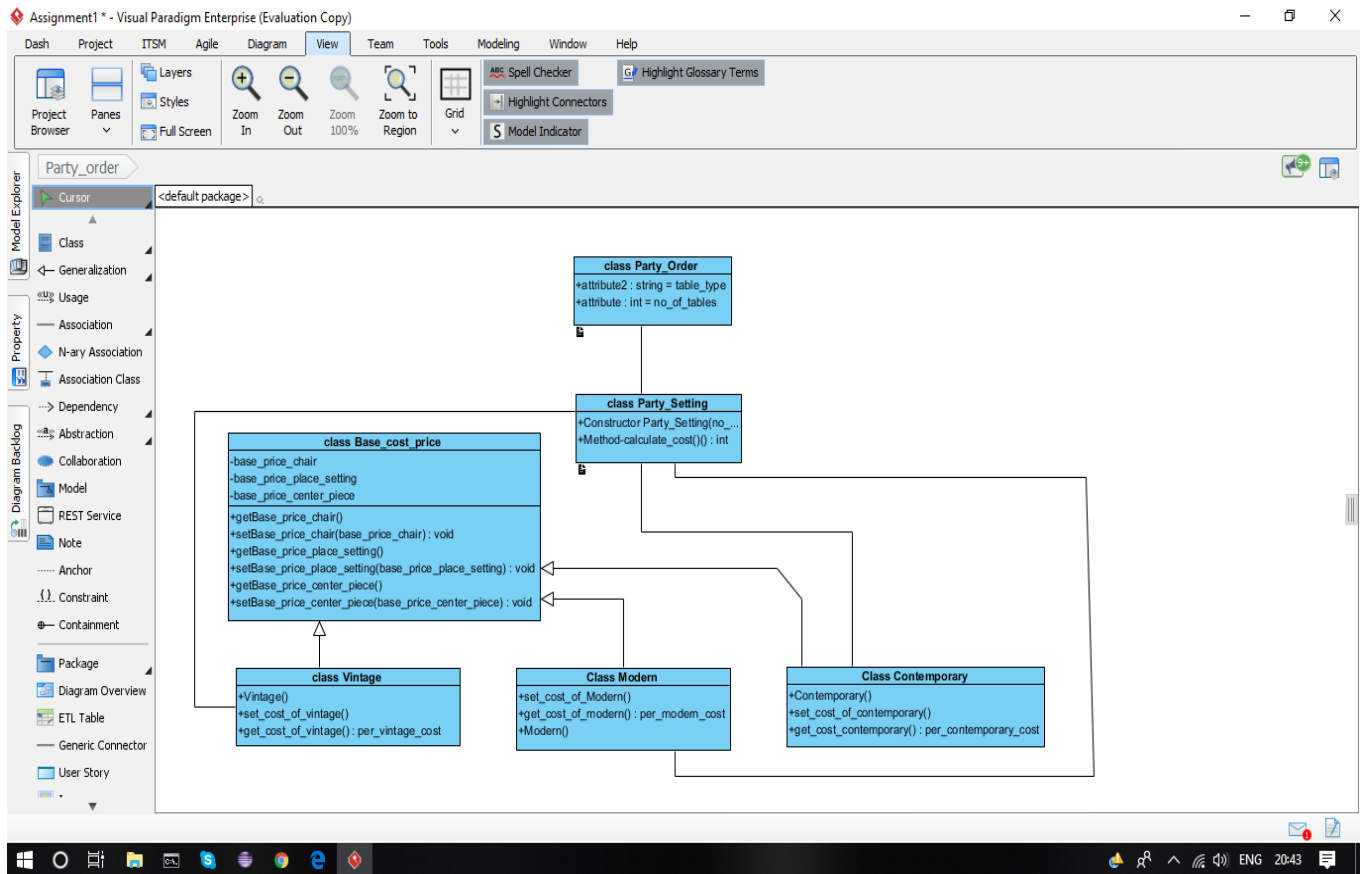 Assignment1 * - Visual Paradigm Enterprise (Evaluation Copy)
Dash Project ITSM Agile Diagram View Team Tools Modeling Window Help
Project Browser
Panes
Layers
Styles
Full Screen
Zoom In
Zoom Out
Zoom 100%
Zoom to Region
Grid
ABC Spell Checker
Highlight Connectors
S Model Indicator
G Highlight Glossary Terms
Party_order
9+
Model Explorer
Property
Diagram Backlog
Cursor
Class
Generalization
«U» Usage
Association
N-ary Association
Association Class
Dependency
«a» Abstraction
Collaboration
Model
REST Service
Note
Anchor
{} Constraint
Containment
Package
Diagram Overview
ETL Table
Generic Connector
User Story
<default package>
class Party_Order
+attribute2 : string = table_type
+attribute : int = no_of_tables
class Party_Setting
+Constructor Party_Setting(no_...
+Method-calculate_cost()() : int
class Base_cost_price
-base_price_chair
-base_price_place_setting
-base_price_center_piece
+getBase_price_chair()
+setBase_price_chair(base_price_chair) : void
+getBase_price_place_setting()
+setBase_price_place_setting(base_price_place_setting) : void
+getBase_price_center_piece()
+setBase_price_center_piece(base_price_center_piece) : void
class Vintage
+Vintage()
+set_cost_of_vintage()
+get_cost_of_vintage() : per_vintage_cost
Class Modern
+set_cost_of_Modern()
+get_cost_of_modern() : per_modern_cost
+Modern()
Class Contemporary
+Contemporary()
+set_cost_of_contemporary()
+get_cost_contemporary() : per_contemporary_cost
ENG 20:43